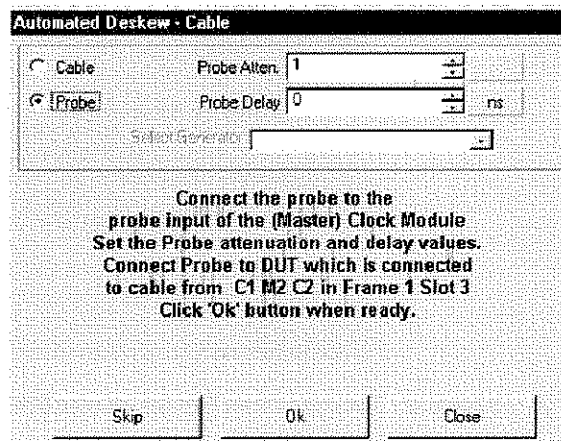 Automated Deskew - Cable
Cable Probe Atten. 1
Probe Probe Delay 0 ns
Select Generator
Connect the probe to the
probe input of the (Master) Clock Module
Set the Probe attenuation and delay values.
Connect Probe to DUT which is connected
to cable from C1 M2 C2 in Frame 1 Slot 3
Click 'Ok' button when ready.
Skip Ok Close